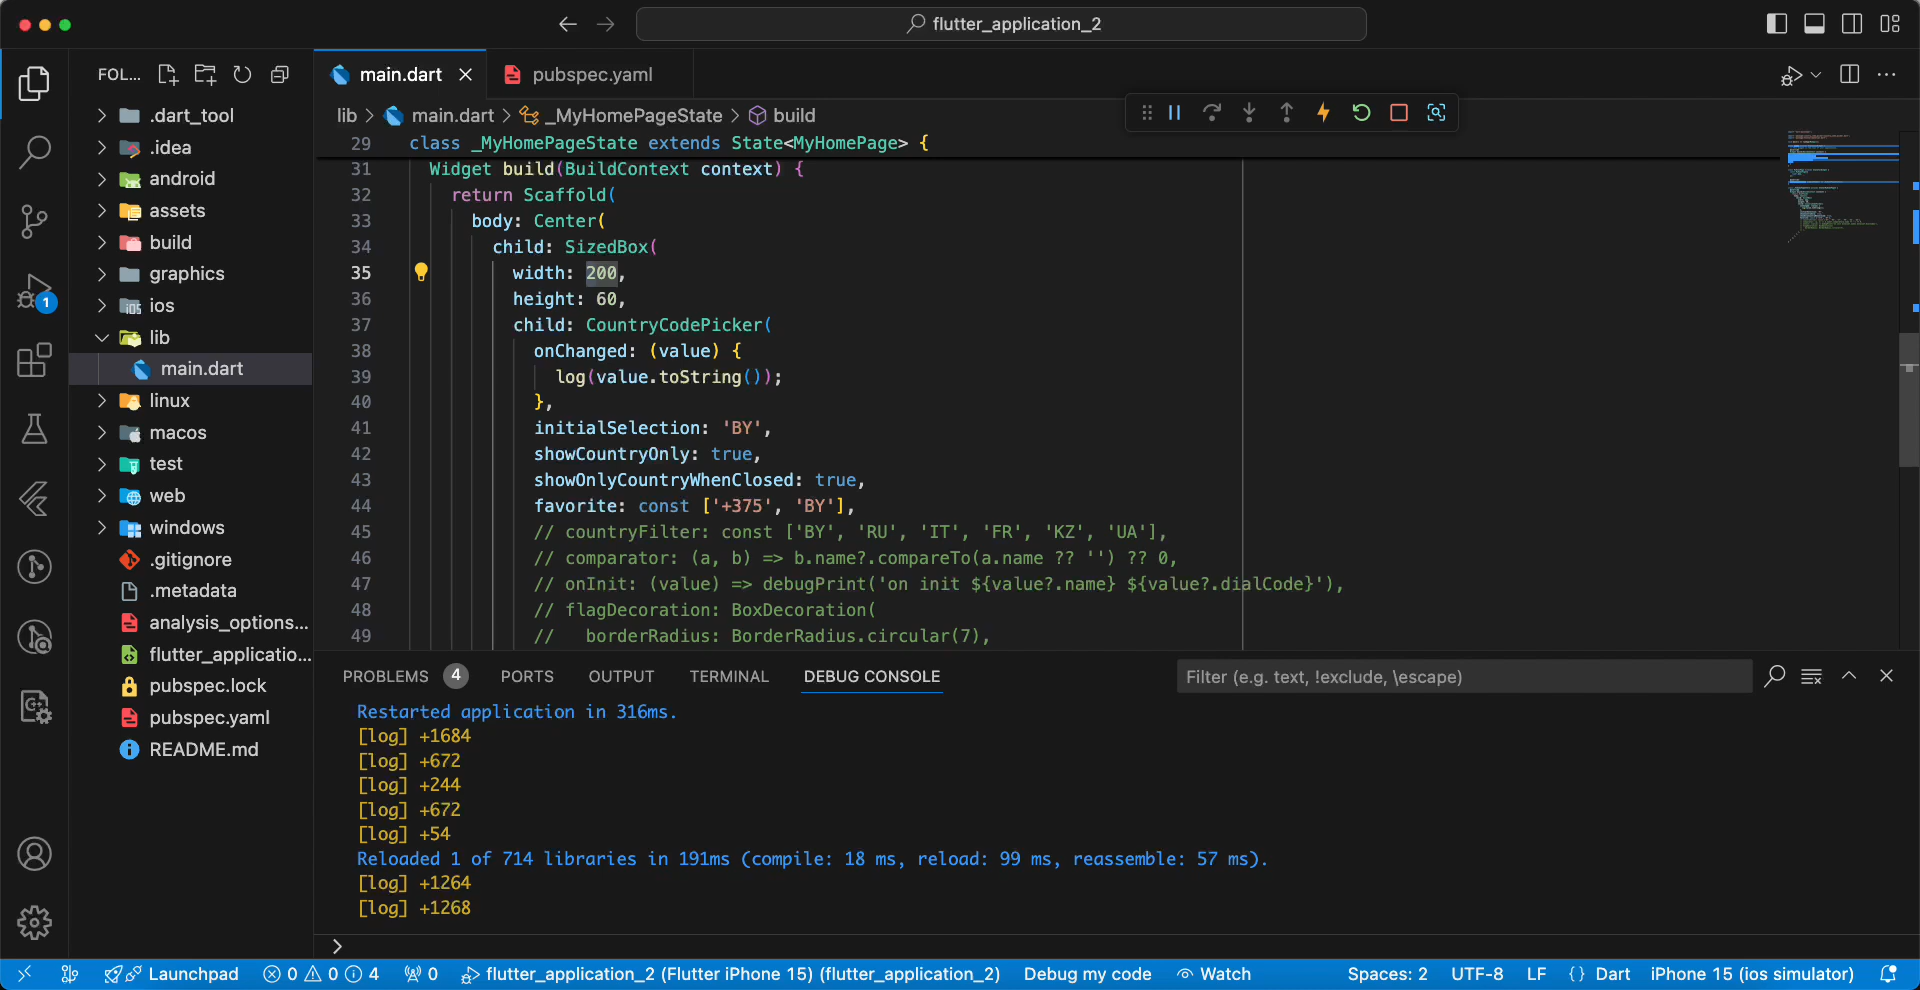 flutter_application_2
FOL...
main.dart
pubspec.yaml
lib > main.dart > _MyHomePageState > build
.dart_tool
.idea
android
assets
build
graphics
ios
lib
main.dart
linux
macos
test
web
windows
.gitignore
.metadata
analysis_options...
flutter_applicatio...
pubspec.lock
pubspec.yaml
README.md
1
29 class _MyHomePageState extends State<MyHomePage> {
31 Widget build(BuildContext context) {
32 return Scaffold(
33 body: Center(
34 child: SizedBox(
35 width: 200,
36 height: 60,
37 child: CountryCodePicker(
38 onChanged: (value) {
39 log(value.toString());
40 },
41 initialSelection: 'BY',
42 showCountryOnly: true,
43 showOnlyCountryWhenClosed: true,
44 favorite: const ['+375', 'BY'],
45 // countryFilter: const ['BY', 'RU', 'IT', 'FR', 'KZ', 'UA'],
46 // comparator: (a, b) => b.name?.compareTo(a.name ?? '') ?? 0,
47 // onInit: (value) => debugPrint('on init ${value?.name} ${value?.dialCode}'),
48 // flagDecoration: BoxDecoration(
49 //   borderRadius: BorderRadius.circular(7),
PROBLEMS 4 PORTS OUTPUT TERMINAL DEBUG CONSOLE
Filter (e.g. text, !exclude, \escape)
Restarted application in 316ms.
[log] +1684
[log] +672
[log] +244
[log] +672
[log] +54
Reloaded 1 of 714 libraries in 191ms (compile: 18 ms, reload: 99 ms, reassemble: 57 ms).
[log] +1264
[log] +1268
>
Launchpad 0 0 4 0 flutter_application_2 (Flutter iPhone 15) (flutter_application_2) Debug my code Watch Spaces: 2 UTF-8 LF {} Dart iPhone 15 (ios simulator)